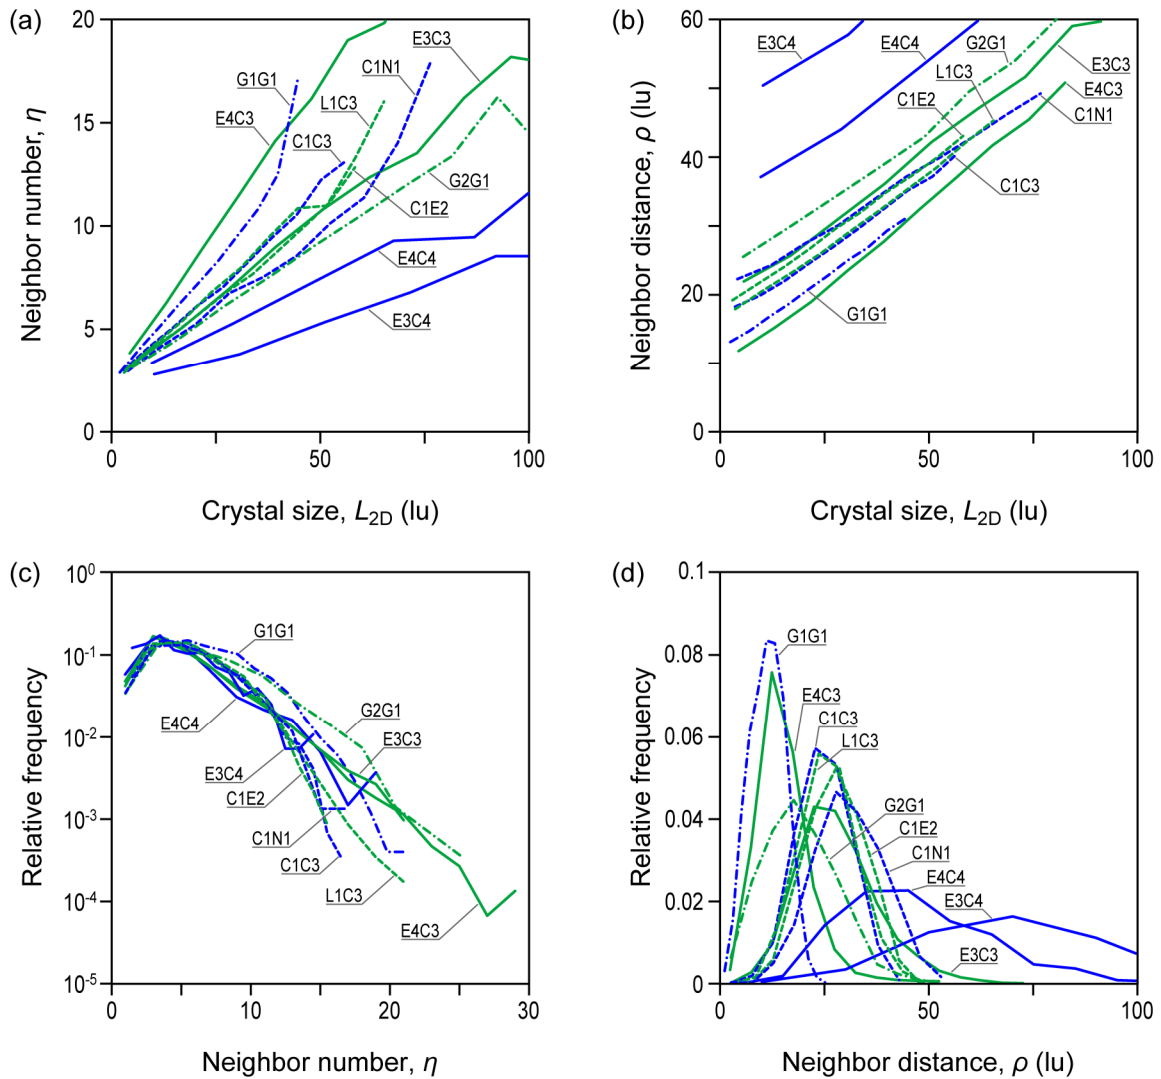 (a)
20
15
10
5
0
0
50
100
Neighbor number, η
Crystal size, L2D (lu)
G1G1
E4C3
C1C3
L1C3
C1N1
E3C3
G2G1
C1E2
E4C4
E3C4
(b)
60
40
20
0
0
50
100
Neighbor distance, ρ (lu)
Crystal size, L2D (lu)
E3C4
E4C4
G2G1
L1C3
C1E2
E3C3
E4C3
C1N1
C1C3
G1G1
(c)
10⁰
10⁻¹
10⁻²
10⁻³
10⁻⁴
10⁻⁵
0
10
20
30
Relative frequency
Neighbor number, η
G1G1
E4C4
G2G1
E3C3
E3C4
C1E2
C1N1
C1C3
L1C3
E4C3
(d)
0.1
0.08
0.06
0.04
0.02
0
0
50
100
Relative frequency
Neighbor distance, ρ (lu)
G1G1
E4C3
C1C3
L1C3
G2G1
C1E2
C1N1
E4C4
E3C4
E3C3